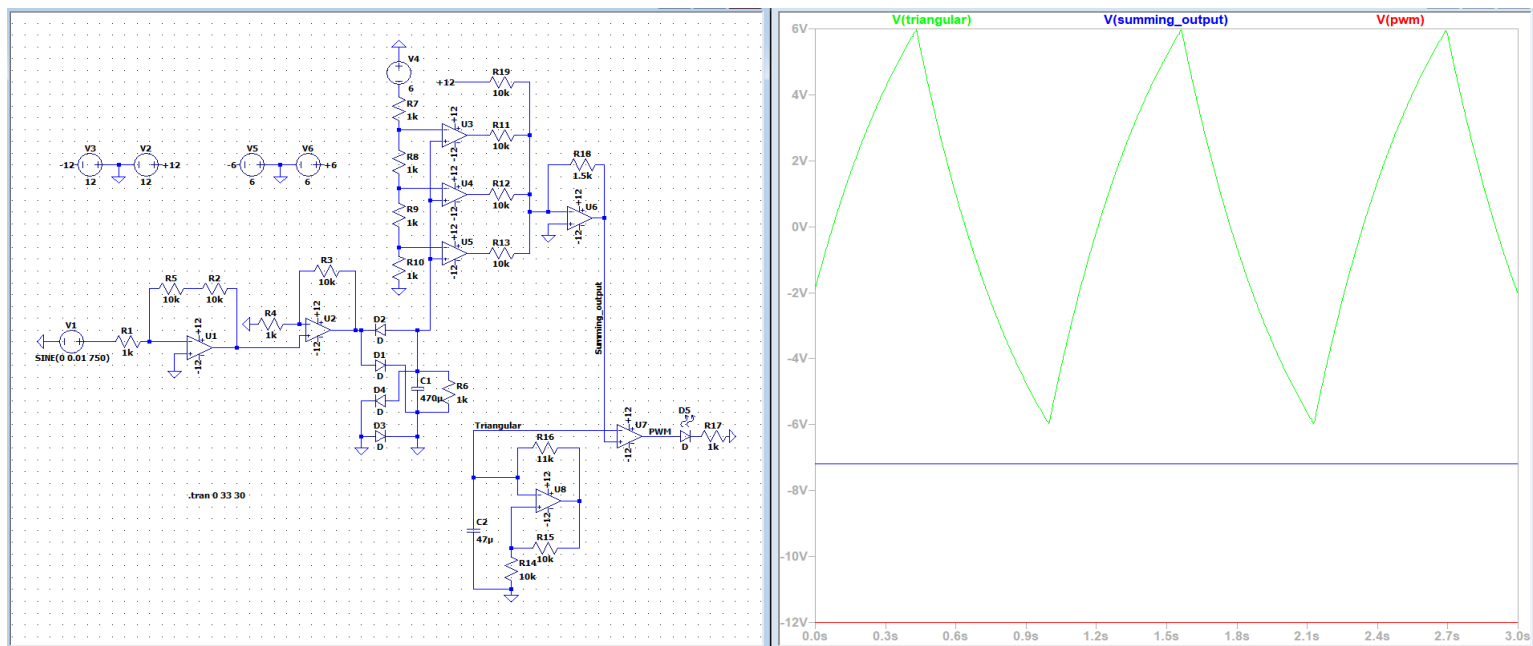 V(triangular) V(summing_output) V(pwm)
V4
6
R7
1k
R8
1k
R9
1k
R10
1k
+12
R19
10k
+12
U3
-12
R11
10k
+12
U4
-12
R12
10k
+12
U5
-12
R13
10k
R18
1.5k
+12
U6
-12
V3
-12
12
V2
+12
12
V5
-6
6
V6
+6
6
R5
10k
R2
10k
R3
10k
V1
SINE(0 0.01 750)
R1
1k
+12
U1
-12
R4
1k
+12
U2
-12
D2
D
D1
D
D4
D
D3
D
C1
470µ
R6
1k
Summing_output
Triangular
+12
U7
-12
PWM
D5
D
R17
1k
R16
11k
+12
U8
-12
R15
10k
R14
10k
C2
47µ
.tran 0 33 30
6V
4V
2V
0V
-2V
-4V
-6V
-8V
-10V
-12V
0.0s 0.3s 0.6s 0.9s 1.2s 1.5s 1.8s 2.1s 2.4s 2.7s 3.0s